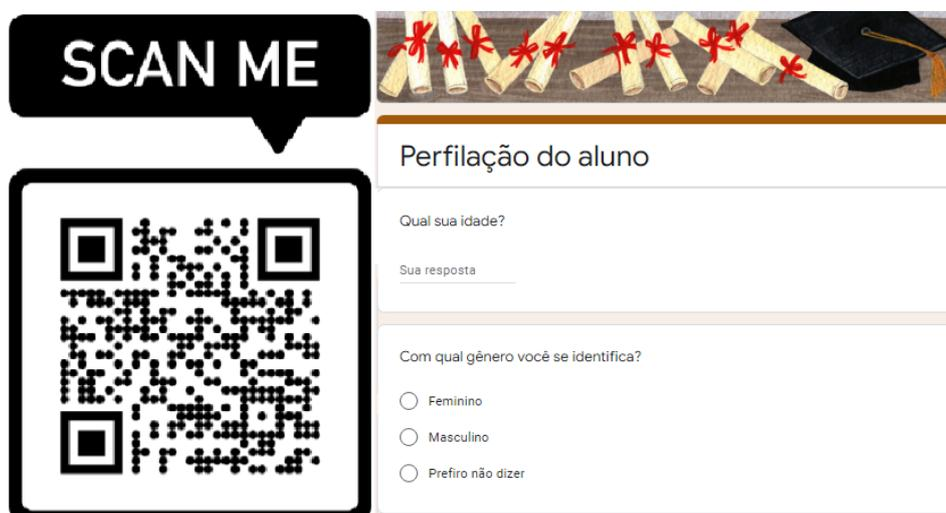 SCAN ME
Perfilação do aluno
Qual sua idade?
Sua resposta
Com qual gênero você se identifica?
Feminino
Masculino
Prefiro não dizer